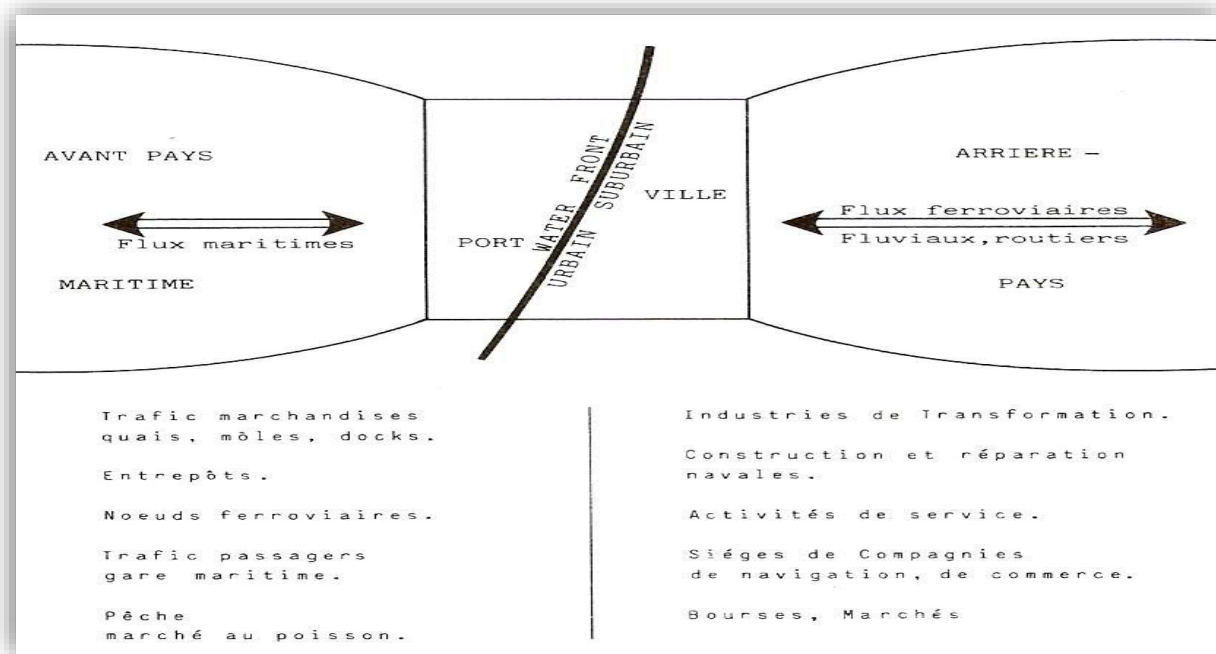 AVANT PAYS
Flux maritimes
MARITIME
PORT
WATER FRONT
URBAIN SUBURBAIN
VILLE
ARRIERE —
Flux ferroviaires
Fluviaux,routiers
PAYS
Trafic marchandises
quais, môles, docks.
Entrepôts.
Noeuds ferroviaires.
Trafic passagers
gare maritime.
Pêche
marché au poisson.
Industries de Transformation.
Construction et réparation
navales.
Activités de service.
Siéges de Compagnies
de navigation, de commerce.
Bourses, Marchés